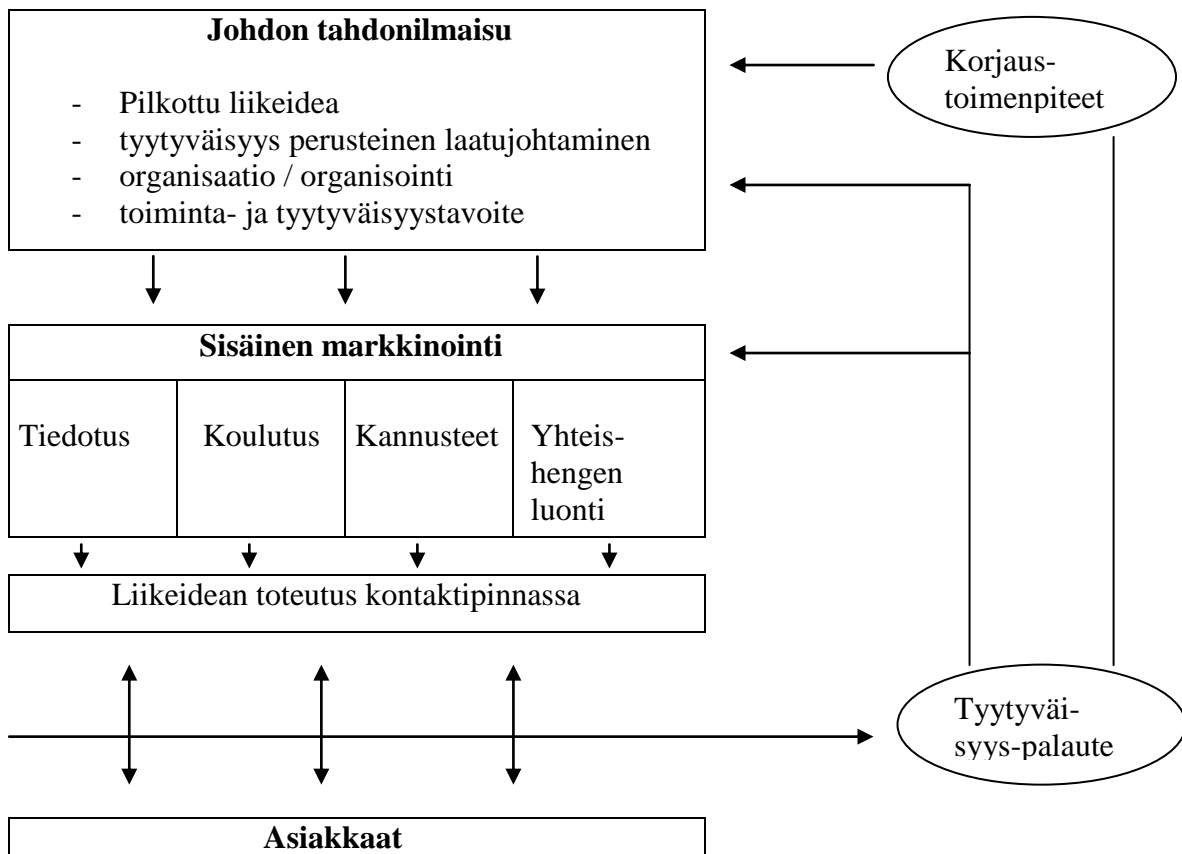 Johdon tahdonilmaisu
- Pilkottu liikeidea
- tyytyväisyys perusteinen laatujohtaminen
- organisaatio / organisointi
- toiminta- ja tyytyväisyystavoite
Korjaus-
toimenpiteet
Sisäinen markkinointi
Tiedotus
Koulutus
Kannusteet
Yhteis-
hengen
luonti
Liikeidean toteutus kontaktipinnassa
Tyytyväi-
syys-palaute
Asiakkaat